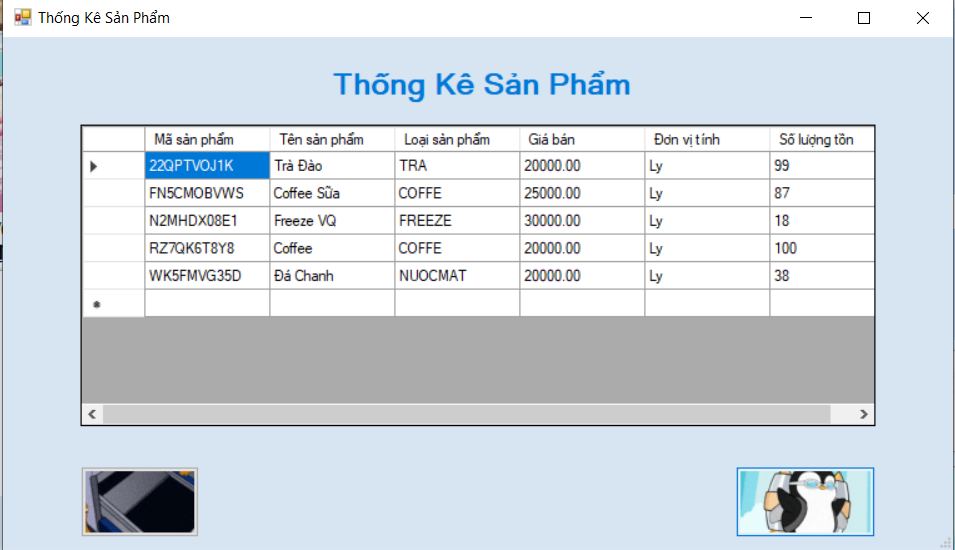 Thống Kê Sản Phẩm
Thống Kê Sản Phẩm
Mã sản phẩm Tên sản phẩm Loại sản phẩm Giá bán Đơn vị tính Số lượng tồn
22QPTVOJ1K Trà Đào TRA 20000.00 Ly 99
FN5CMOBVWS Coffee Sữa COFFE 25000.00 Ly 87
N2MHDX08E1 Freeze VQ FREEZE 30000.00 Ly 18
RZ7QK6T8Y8 Coffee COFFE 20000.00 Ly 100
WK5FMVG35D Đá Chanh NUOCMAT 20000.00 Ly 38